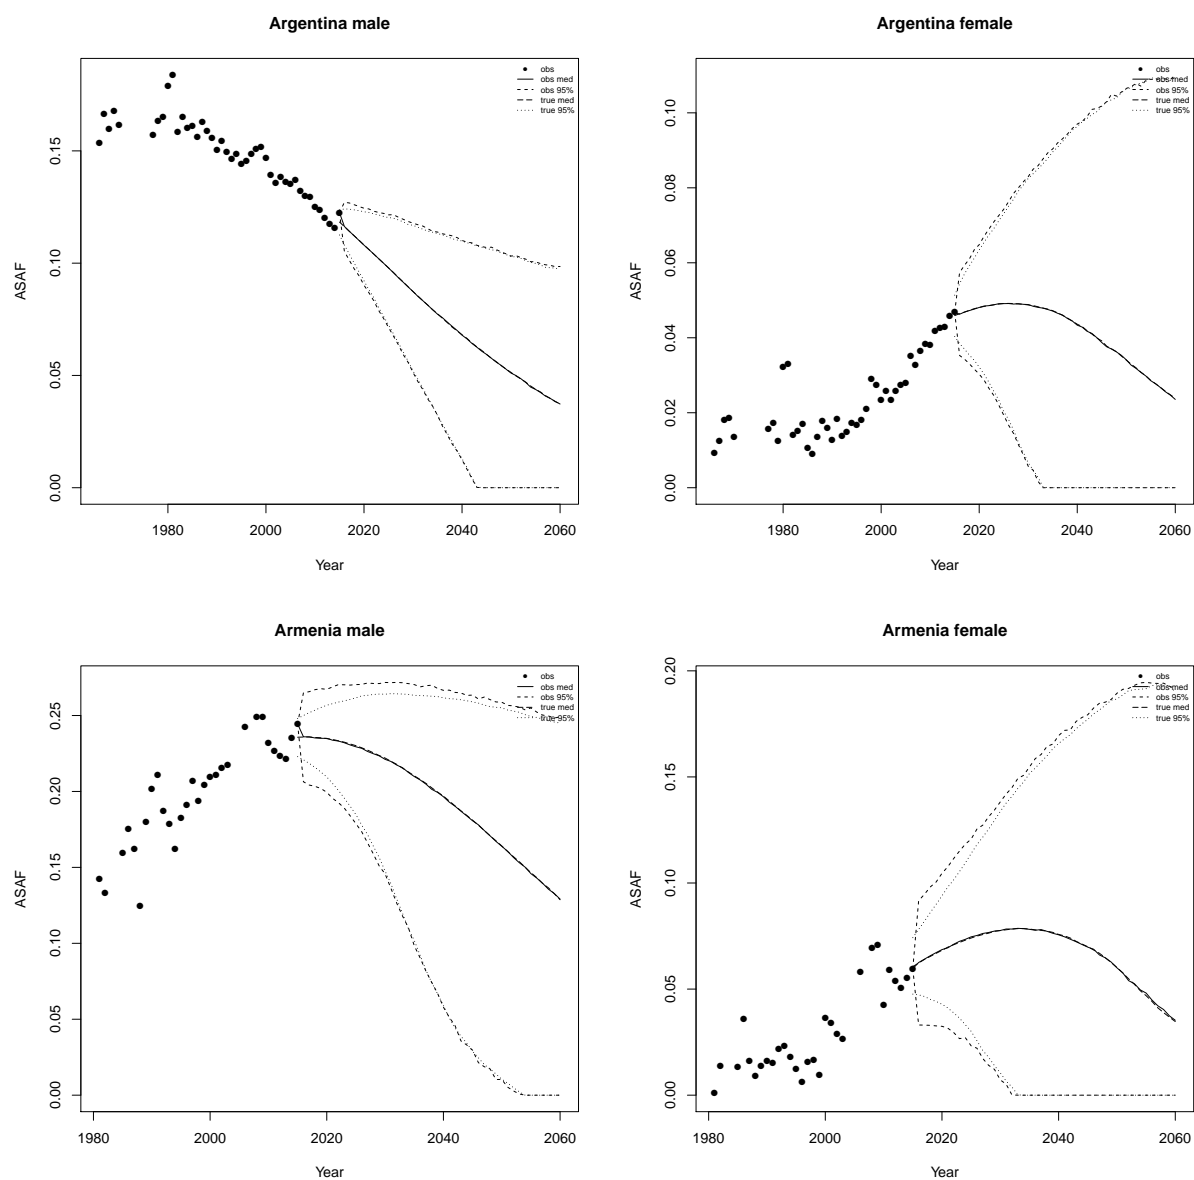 Argentina male
ASAF
0.00 0.05 0.10 0.15
obs
obs med
obs 95%
true med
true 95%
1980 2000 2020 2040 2060
Year
Argentina female
ASAF
0.00 0.02 0.04 0.06 0.08 0.10
obs
obs med
obs 95%
true med
true 95%
1980 2000 2020 2040 2060
Year
Armenia male
ASAF
0.00 0.05 0.10 0.15 0.20 0.25
obs
obs med
obs 95%
true med
true 95%
1980 2000 2020 2040 2060
Year
Armenia female
ASAF
0.00 0.05 0.10 0.15 0.20
obs
obs med
obs 95%
true med
true 95%
1980 2000 2020 2040 2060
Year